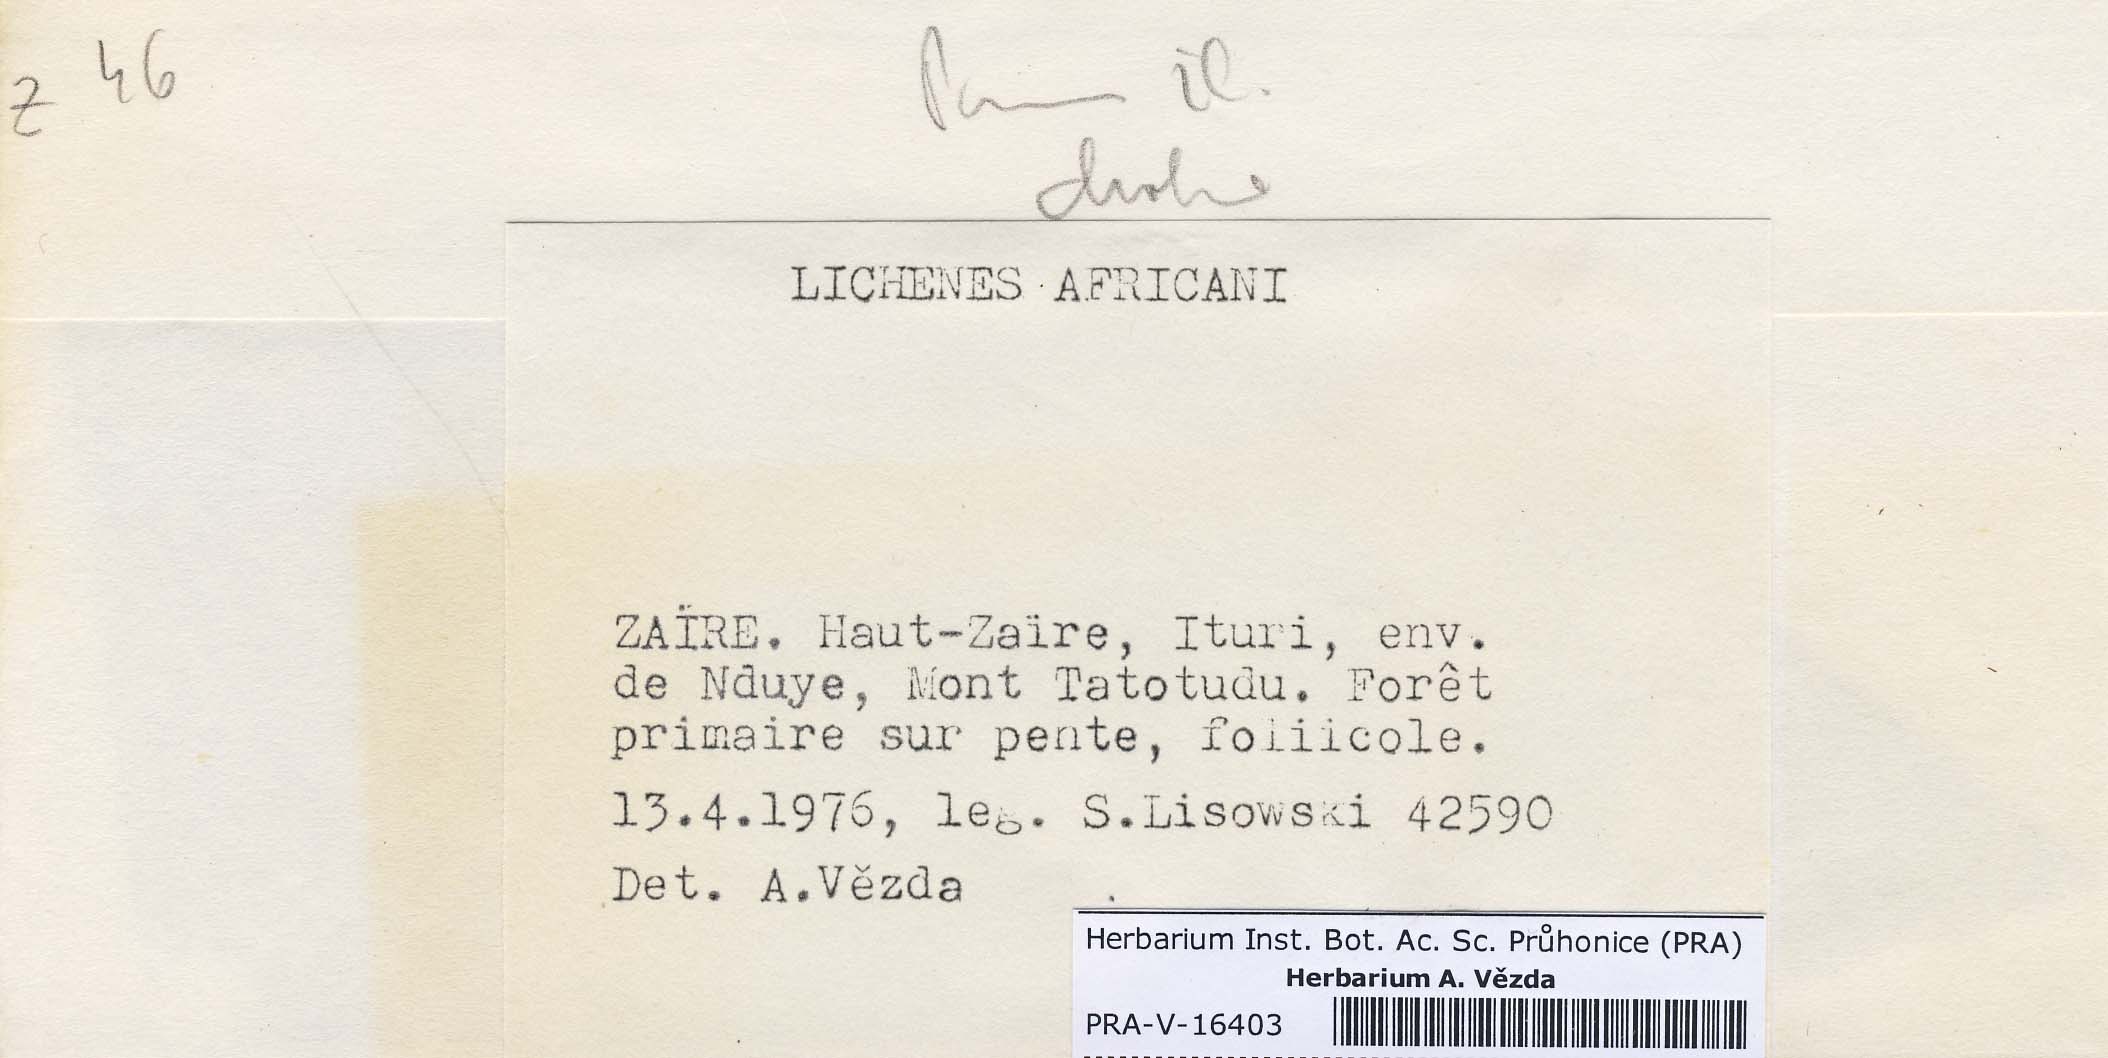 z 46
LICHENES AFRICANI
ZAÏRE. Haut-Zaïre, Ituri, env.
de Nduye, Mont Tatotudu. Forêt
primaire sur pente, foliicole.
13.4.1976, leg. S.Lisowski 42590
Det. A.Vězda
Herbarium Inst. Bot. Ac. Sc. Průhonice (PRA)
Herbarium A. Vězda
PRA-V-16403